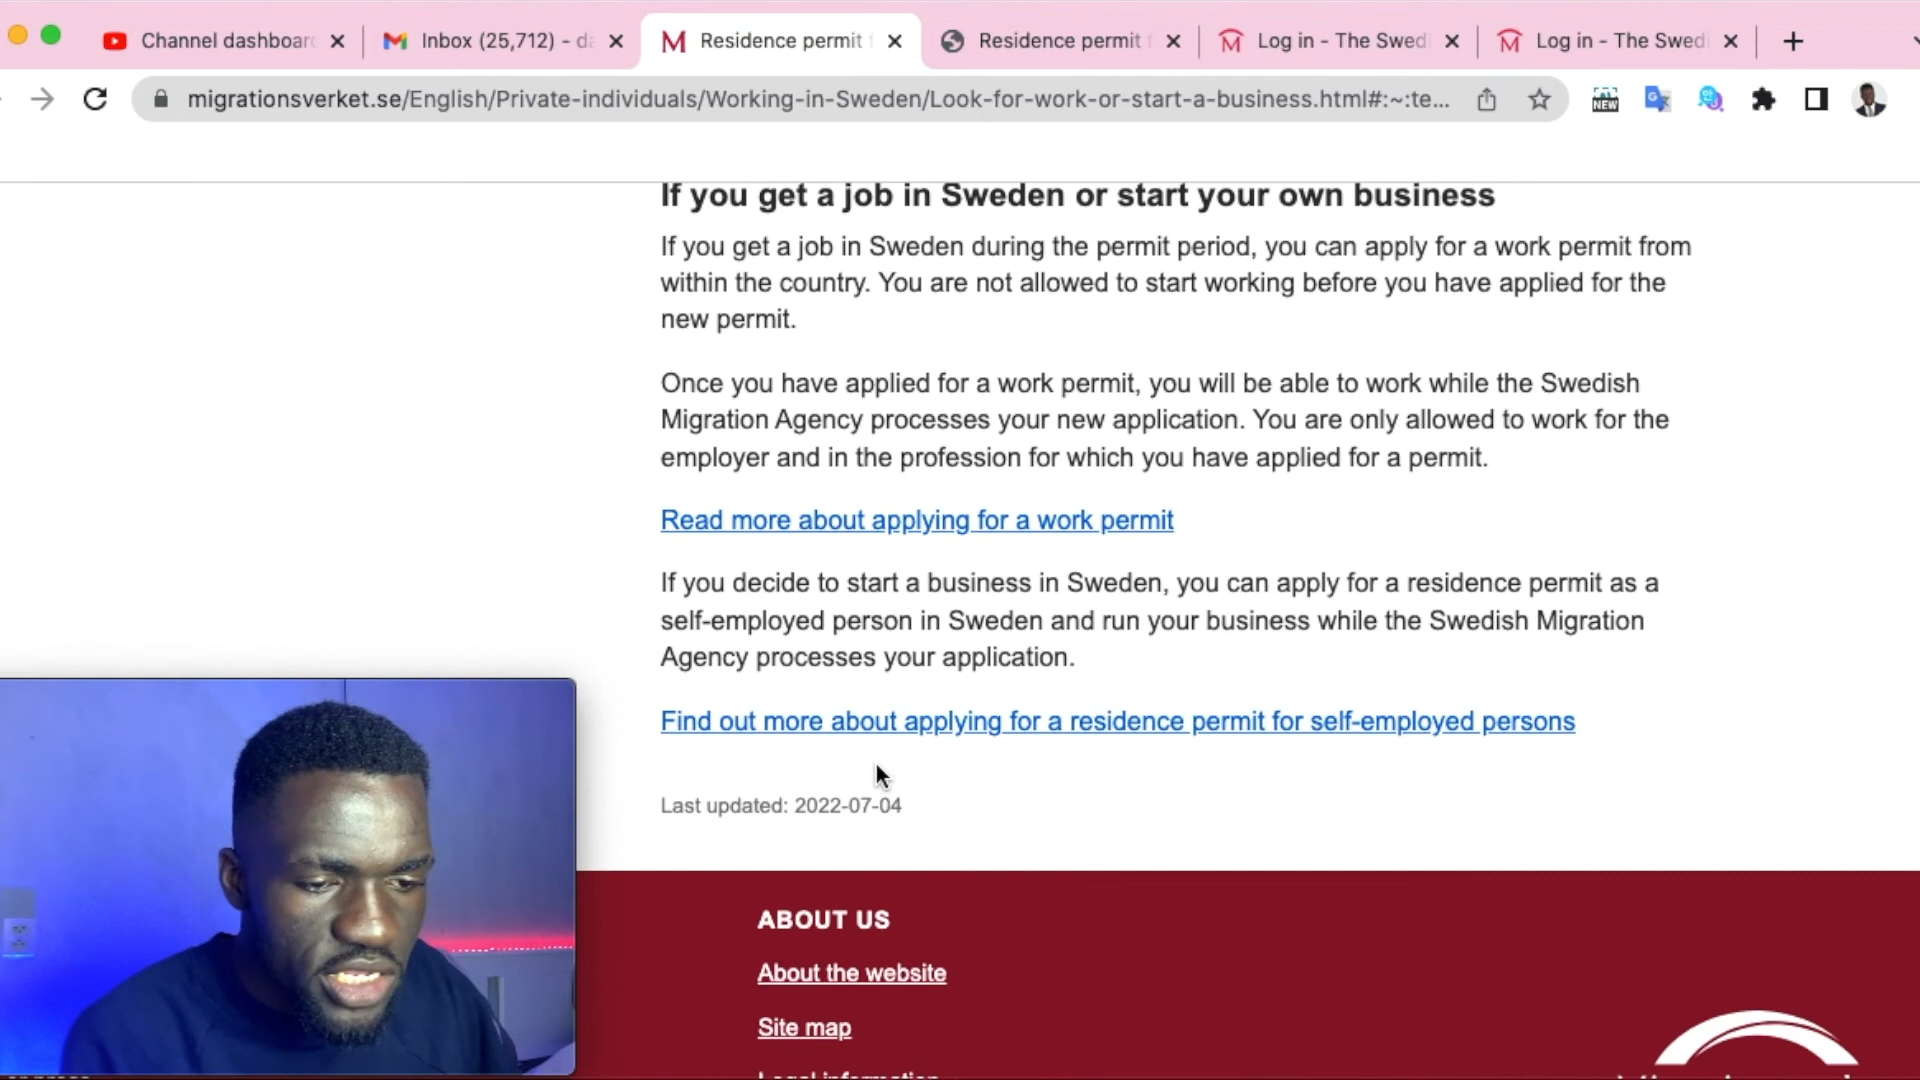 Channel dashboar
Inbox (25,712) - da
Residence permit f
Residence permit f
Log in - The Swed
Log in - The Swed
migrationsverket.se/English/Private-individuals/Working-in-Sweden/Look-for-work-or-start-a-business.html#:~:te...
NEW
If you get a job in Sweden or start your own business
If you get a job in Sweden during the permit period, you can apply for a work permit from
within the country. You are not allowed to start working before you have applied for the
new permit.
Once you have applied for a work permit, you will be able to work while the Swedish
Migration Agency processes your new application. You are only allowed to work for the
employer and in the profession for which you have applied for a permit.
Read more about applying for a work permit
If you decide to start a business in Sweden, you can apply for a residence permit as a
self-employed person in Sweden and run your business while the Swedish Migration
Agency processes your application.
Find out more about applying for a residence permit for self-employed persons
Last updated: 2022-07-04
ABOUT US
About the website
Site map
Legal information